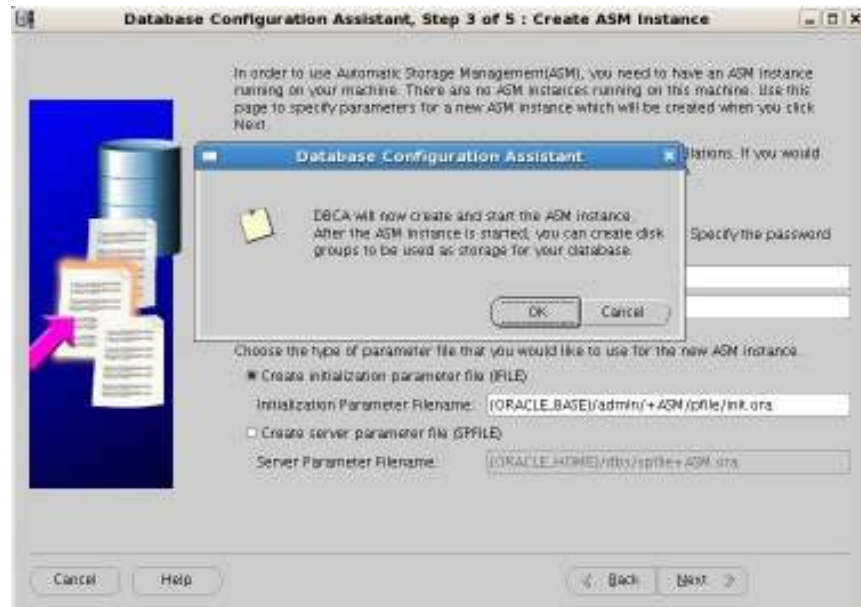 Database Configuration Assistant, Step 3 of 5 : Create ASM Instance
In order to use Automatic Storage Management(ASM), you need to have an ASM instance
running on your machine. There are no ASM instances running on this machine. Use this
page to specify parameters for a new ASM instance which will be created when you click
Next.
llations. If you would
Database Configuration Assistant
DBCA will now create and start the ASM instance.
After the ASM instance is started, you can create disk
groups to be used as storage for your database.
Specify the password
OK Cancel
Choose the type of parameter file that you would like to use for the new ASM instance.
Create initialization parameter file (IFILE)
Initialization Parameter Filename: {ORACLE_BASE}/admin/+ASM/pfile/init.ora
Create server parameter file (SPFILE)
Server Parameter Filename: {ORACLE_HOME}/dbs/spfile+ASM.ora
Cancel Help Back Next